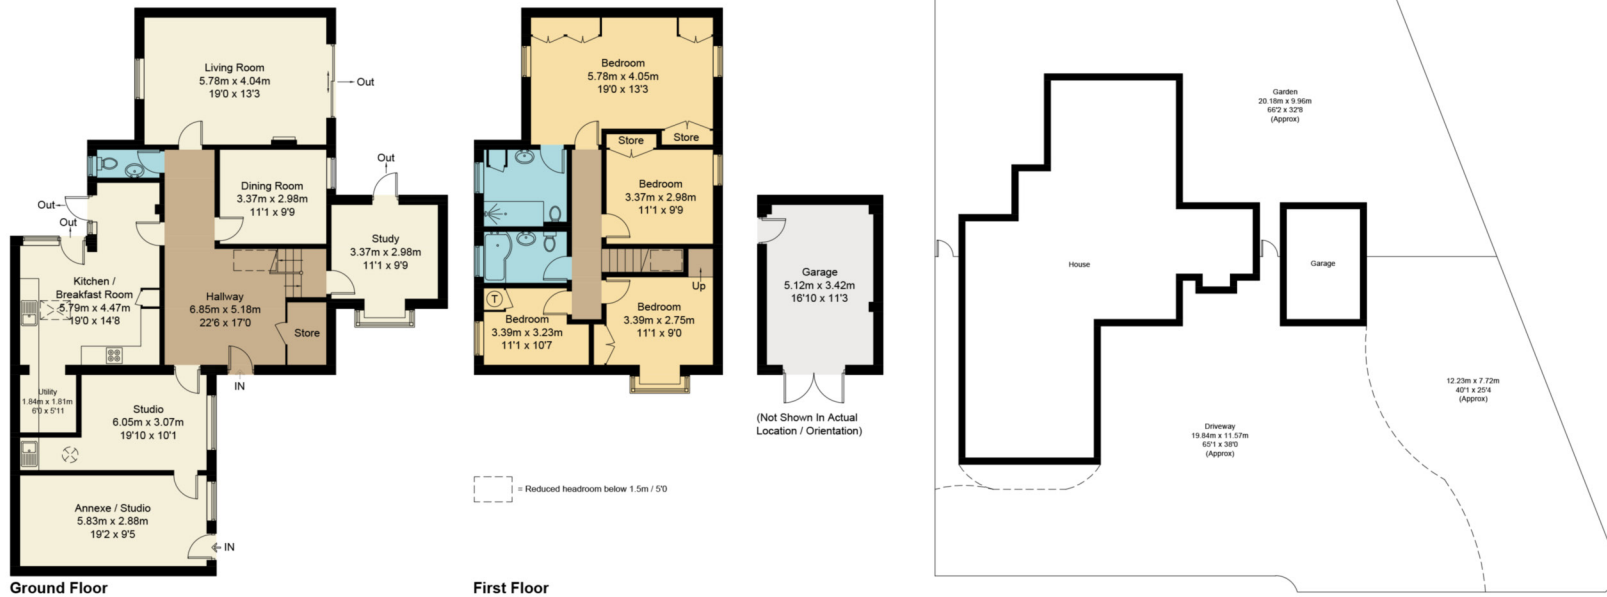 Living Room
5.78m x 4.04m
19'0 x 13'3
Out
Dining Room
3.37m x 2.98m
11'1 x 9'9
Out
Out
Out
Study
3.37m x 2.98m
11'1 x 9'9
Kitchen /
Breakfast Room
5.79m x 4.47m
19'0 x 14'8
Hallway
6.85m x 5.18m
22'6 x 17'0
Store
IN
Utility
1.84m x 1.81m
6'0 x 5'11
Studio
6.05m x 3.07m
19'10 x 10'1
Annexe / Studio
5.83m x 2.88m
19'2 x 9'5
IN
Ground Floor
Bedroom
5.78m x 4.05m
19'0 x 13'3
Store
Store
Bedroom
3.37m x 2.98m
11'1 x 9'9
Up
T
Bedroom
3.39m x 3.23m
11'1 x 10'7
Bedroom
3.39m x 2.75m
11'1 x 9'0
= Reduced headroom below 1.5m / 5'0
First Floor
Garage
5.12m x 3.42m
16'10 x 11'3
(Not Shown In Actual
Location / Orientation)
Garden
20.18m x 9.96m
66'2 x 32'8
(Approx)
House
Garage
12.23m x 7.72m
40'1 x 25'4
(Approx)
Driveway
19.84m x 11.57m
65'1 x 38'0
(Approx)